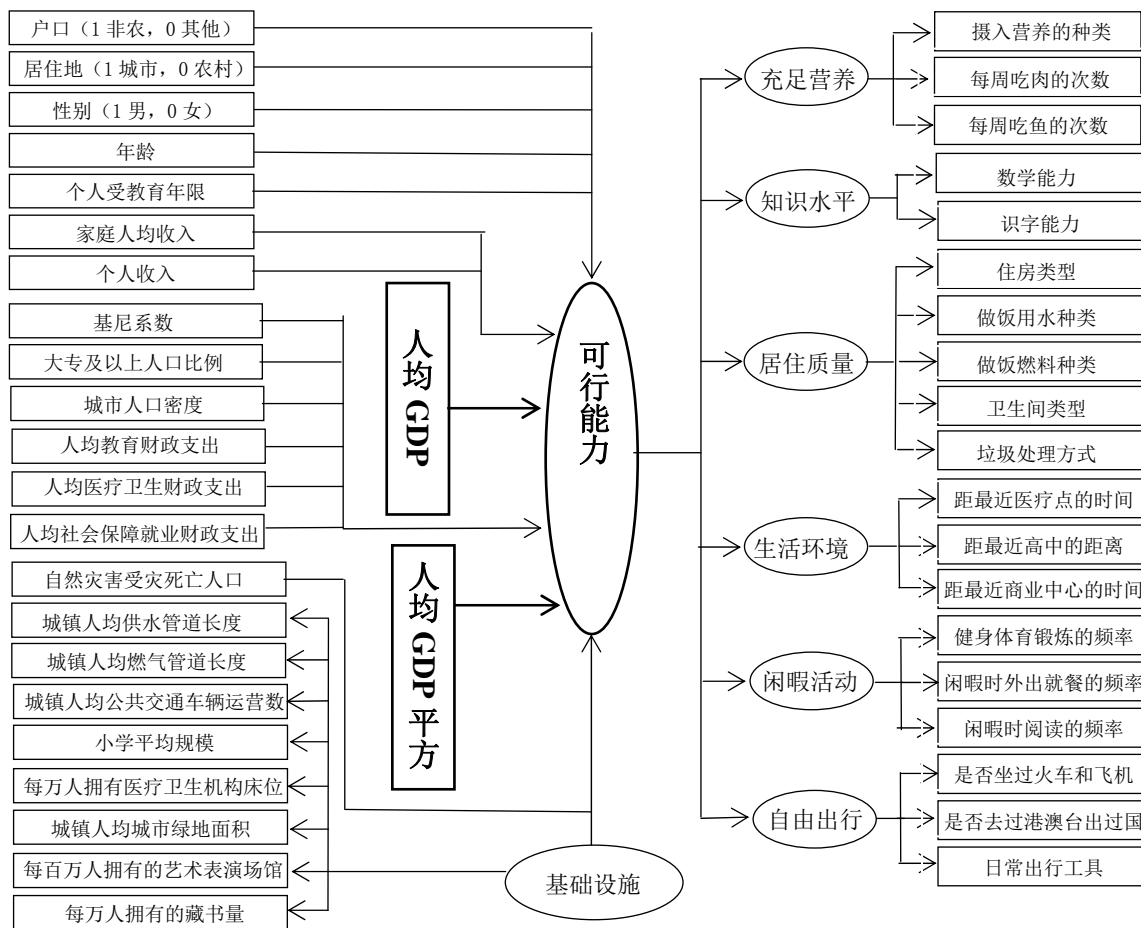 户口（1 非农，0 其他）
居住地（1 城市，0 农村）
性别（1 男，0 女）
年龄
个人受教育年限
家庭人均收入
个人收入
基尼系数
大专及以上人口比例
城市人口密度
人均教育财政支出
人均医疗卫生财政支出
人均社会保障就业财政支出
自然灾害受灾死亡人口
城镇人均供水管道长度
城镇人均燃气管道长度
城镇人均公共交通车辆运营数
小学平均规模
每万人拥有医疗卫生机构床位
城镇人均城市绿地面积
每百万人拥有的艺术表演场馆
每万人拥有的藏书量
人均 GDP
人均 GDP 平方
可行能力
基础设施
充足营养
知识水平
居住质量
生活环境
闲暇活动
自由出行
摄入营养的种类
每周吃肉的次数
每周吃鱼的次数
数学能力
识字能力
住房类型
做饭用水种类
做饭燃料种类
卫生间类型
垃圾处理方式
距最近医疗点的时间
距最近高中的距离
距最近商业中心的时间
健身体育锻炼的频率
闲暇时外出就餐的频率
闲暇时阅读的频率
是否坐过火车和飞机
是否去过港澳台出过国
日常出行工具